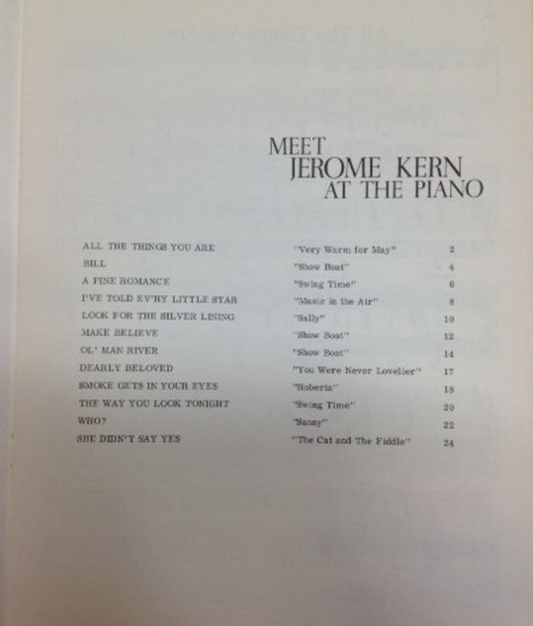 MEET
JEROME KERN
AT THE PIANO
ALL THE THINGS YOU ARE "Very Warm for May" 2
BILL "Show Boat" 4
A FINE ROMANCE "Swing Time" 6
I'VE TOLD EV'RY LITTLE STAR "Music in the Air" 8
LOOK FOR THE SILVER LINING "Sally" 10
MAKE BELIEVE "Show Boat" 12
OL' MAN RIVER "Show Boat" 14
DEARLY BELOVED "You Were Never Lovelier" 17
SMOKE GETS IN YOUR EYES "Roberta" 18
THE WAY YOU LOOK TONIGHT "Swing Time" 20
WHO? "Sunny" 22
SHE DIDN'T SAY YES "The Cat and The Fiddle" 24